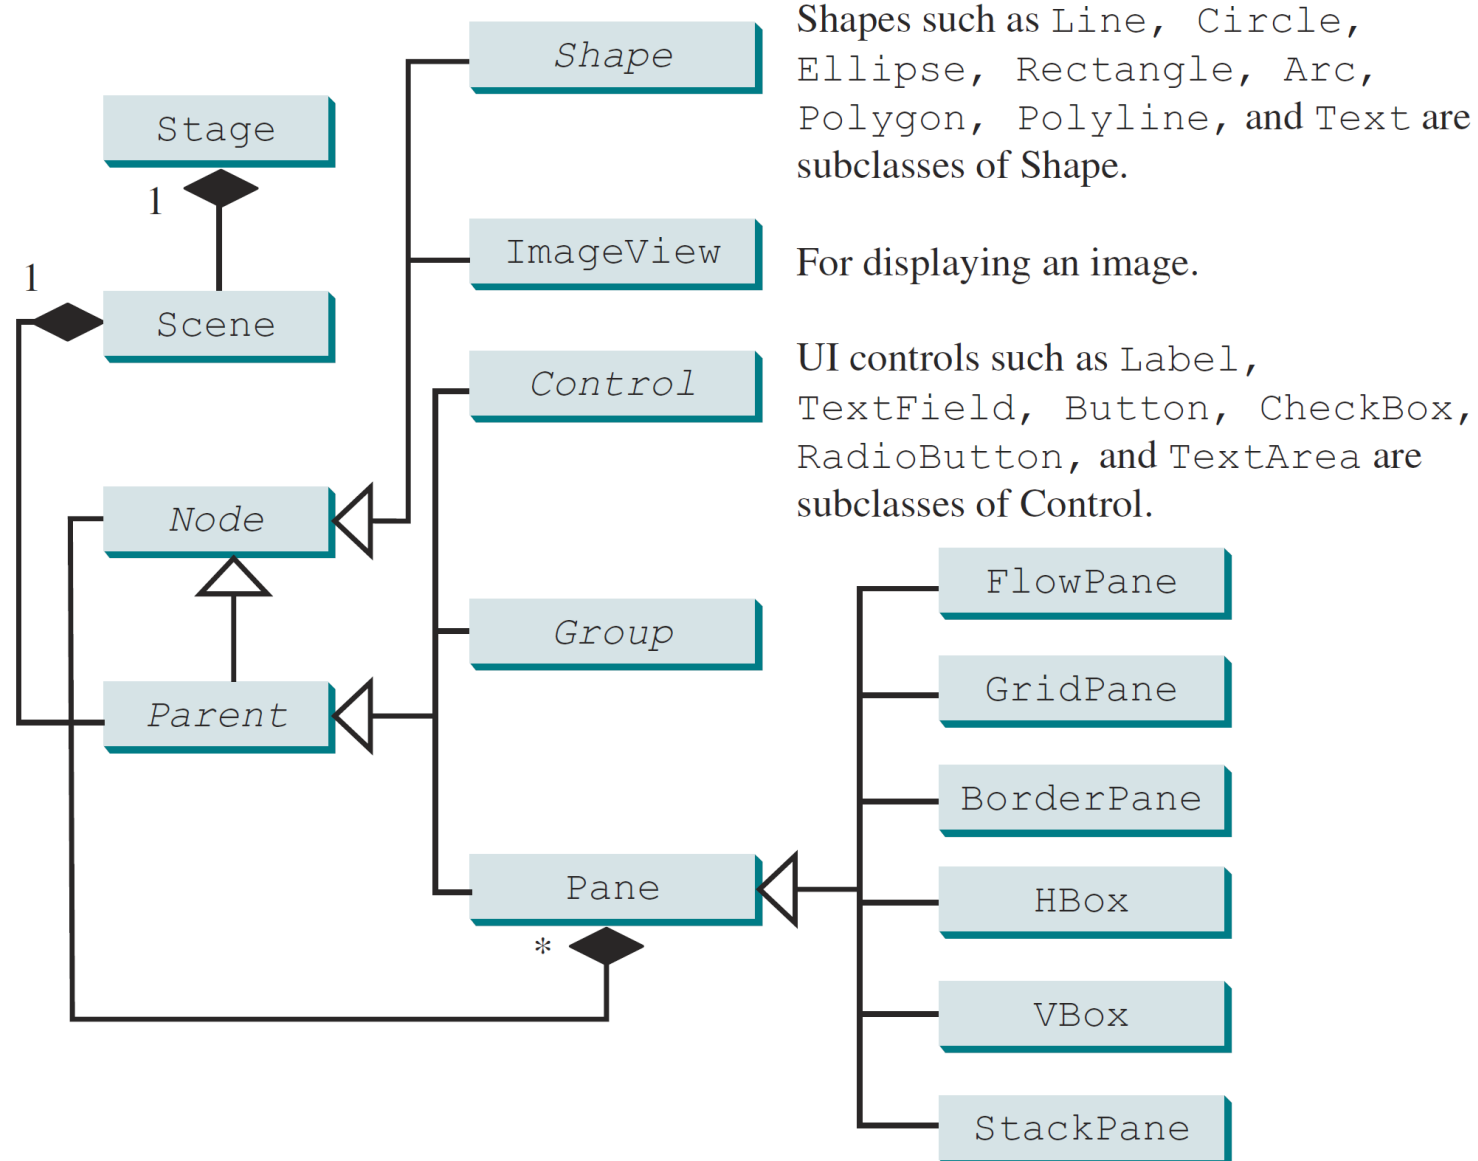 Shape
Shapes such as Line, Circle,
Ellipse, Rectangle, Arc,
Polygon, Polyline, and Text are
subclasses of Shape.
Stage
1
ImageView
For displaying an image.
1
Scene
Control
UI controls such as Label,
TextField, Button, CheckBox,
RadioButton, and TextArea are
subclasses of Control.
Node
Group
Parent
Pane
*
FlowPane
GridPane
BorderPane
HBox
VBox
StackPane